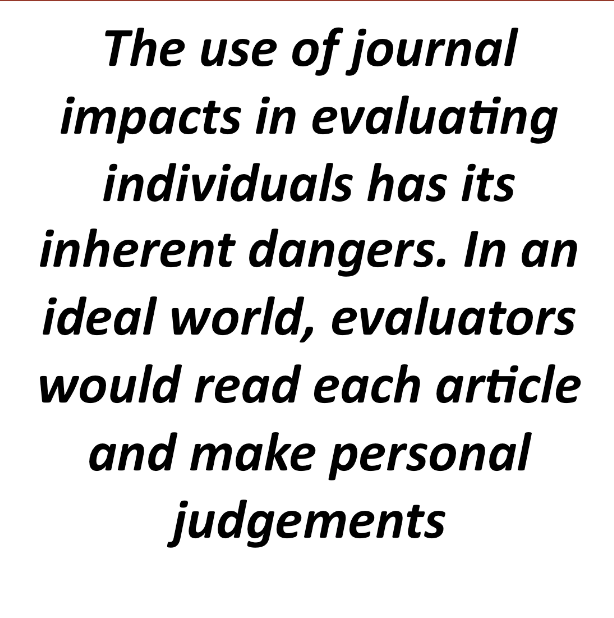 The use of journal
impacts in evaluating
individuals has its
inherent dangers. In an
ideal world, evaluators
would read each article
and make personal
judgements